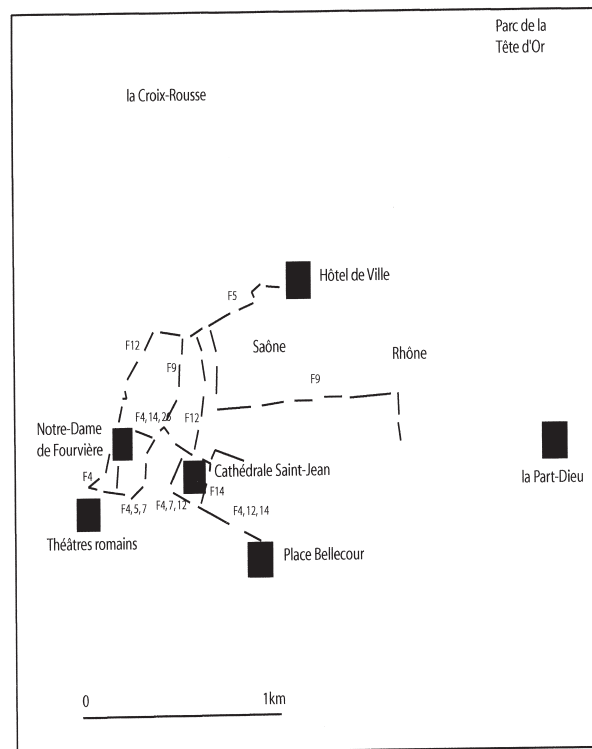 Parc de la
Tête d'Or
la Croix-Rousse
Hôtel de Ville
F5
F12
Saône
Rhône
F9
F9
F4, 14, 26
F12
Notre-Dame
de Fourvière
Cathédrale Saint-Jean
la Part-Dieu
F4
F14
F4, 5, 7
F4, 7, 12
F4, 12, 14
Théâtres romains
Place Bellecour
0
1km